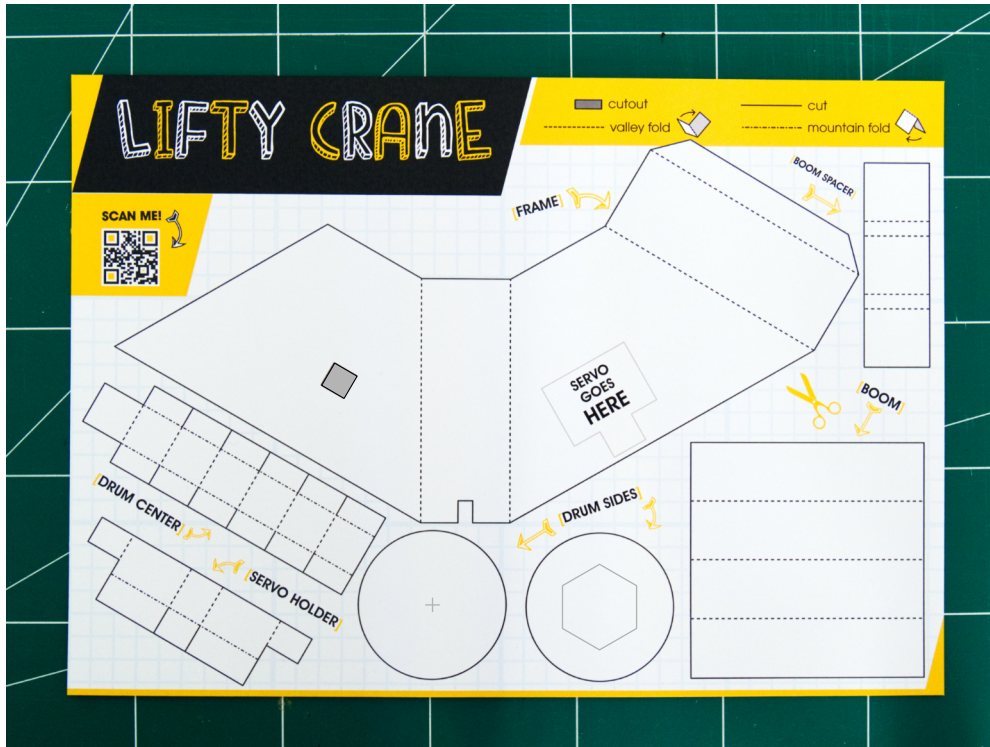 LIFTY CRANE
cutout
cut
valley fold
mountain fold
SCAN ME!
[FRAME]
[BOOM SPACER]
SERVO
GOES
HERE
[BOOM]
[DRUM CENTER]
[DRUM SIDES]
[SERVO HOLDER]